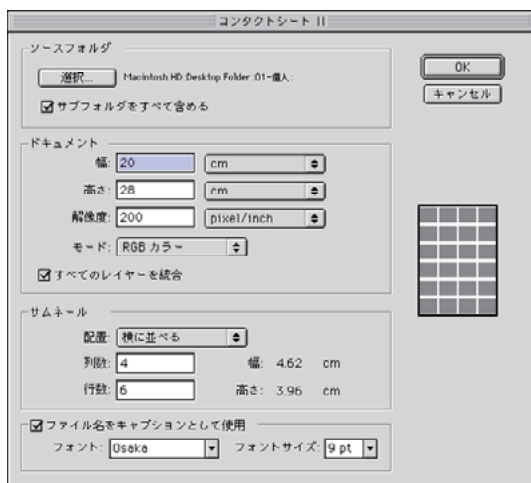 コンタクトシート II
ソースフォルダ
選択... Macintosh HD:Desktop Folder:01-個人:
サブフォルダをすべて含める
OK
キャンセル
ドキュメント
幅: 20 cm
高さ: 28 cm
解像度: 200 pixel/inch
モード: RGB カラー
すべてのレイヤーを統合
サムネール
配置: 横に並べる
列数: 4 幅: 4.62 cm
行数: 6 高さ: 3.96 cm
ファイル名をキャプションとして使用
フォント: Osaka フォントサイズ: 9 pt